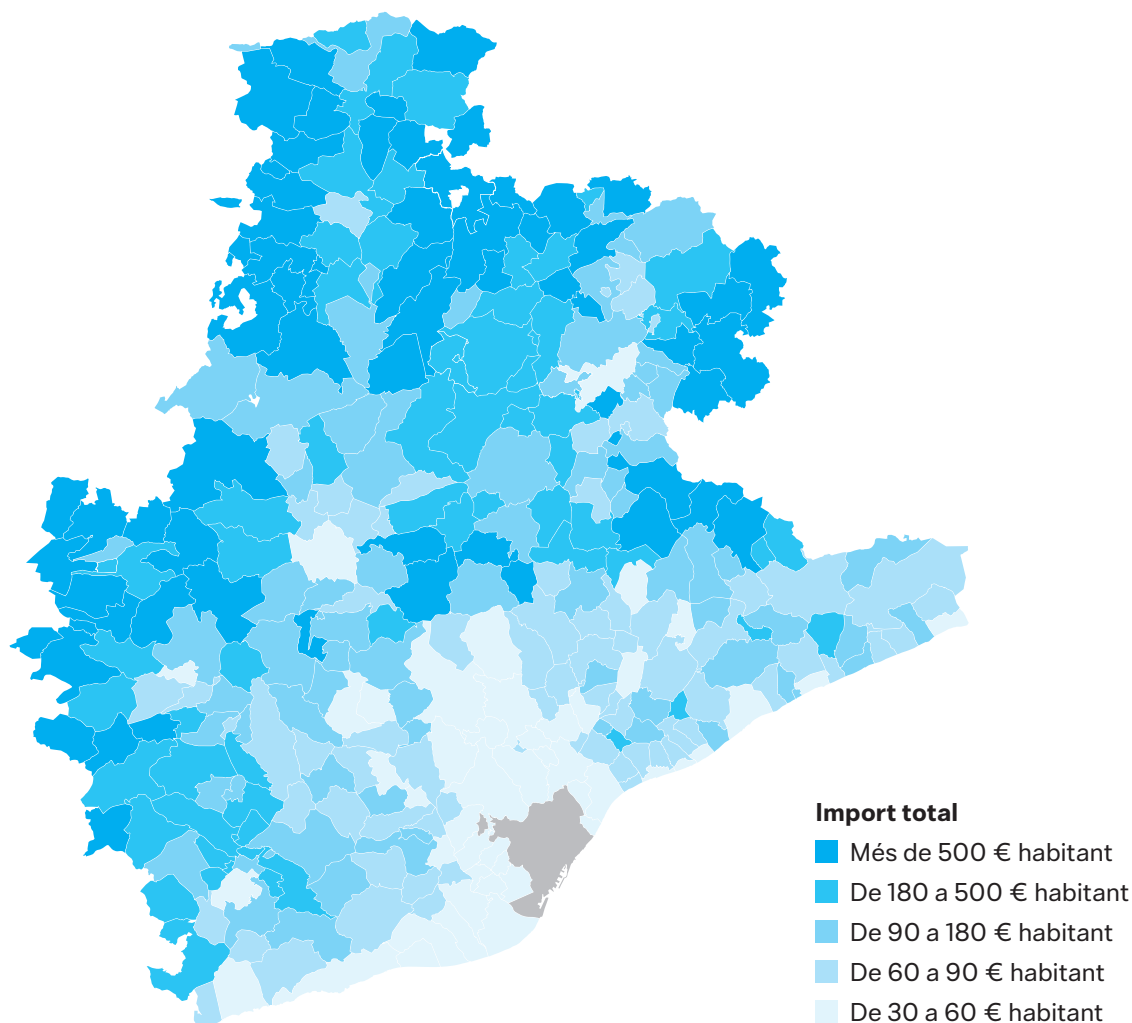 Import total
Més de 500 € habitant
De 180 a 500 € habitant
De 90 a 180 € habitant
De 60 a 90 € habitant
De 30 a 60 € habitant